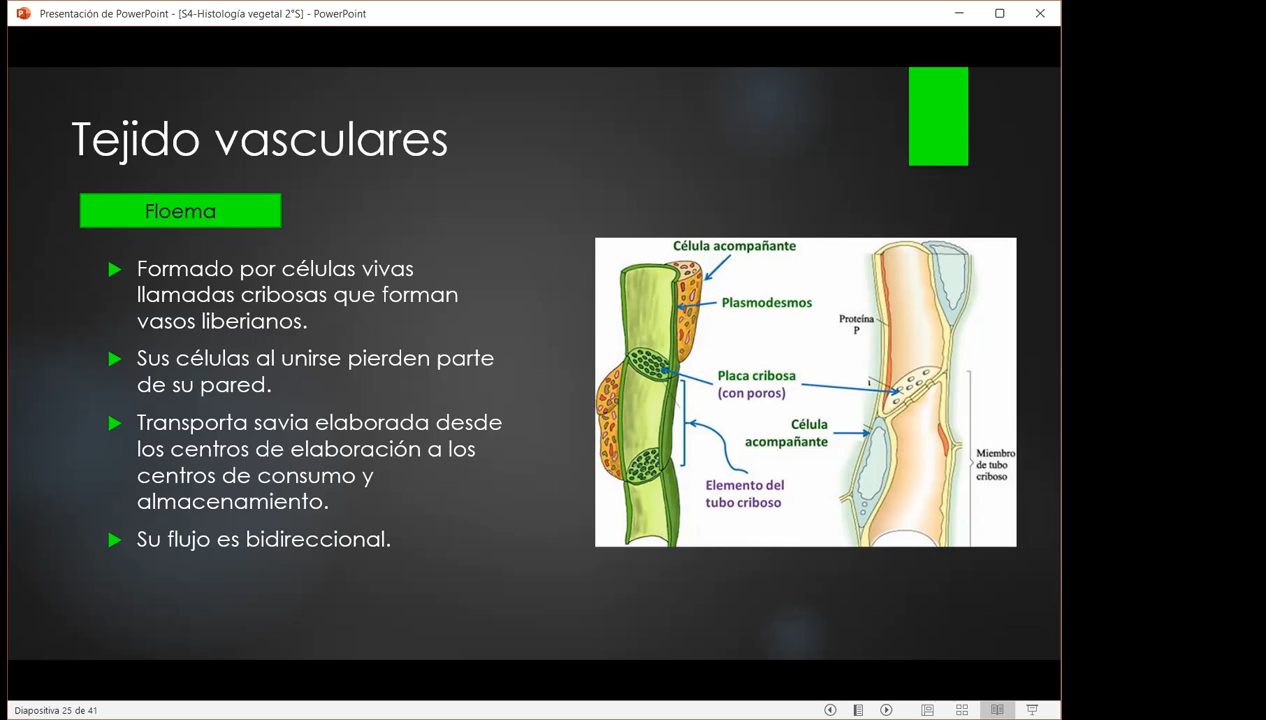 Presentación de PowerPoint - [S4-Histología vegetal 2°S] - PowerPoint
Tejido vasculares
Floema
Formado por células vivas
llamadas cribosas que forman
vasos liberianos.
Sus células al unirse pierden parte
de su pared.
Transporta savia elaborada desde
los centros de elaboración a los
centros de consumo y
almacenamiento.
Su flujo es bidireccional.
Célula acompañante
Plasmodesmos
Proteína
P
Placa cribosa
(con poros)
Célula
acompañante
Elemento del
tubo criboso
Miembro
de tubo
criboso
Diapositiva 25 de 41